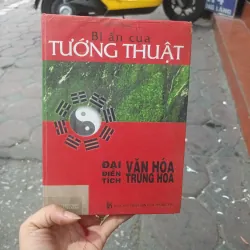 Bí ẩn của
TƯỚNG THUẬT
ĐẠI
ĐIỂN
TÍCH
VĂN HÓA
TRUNG HOA